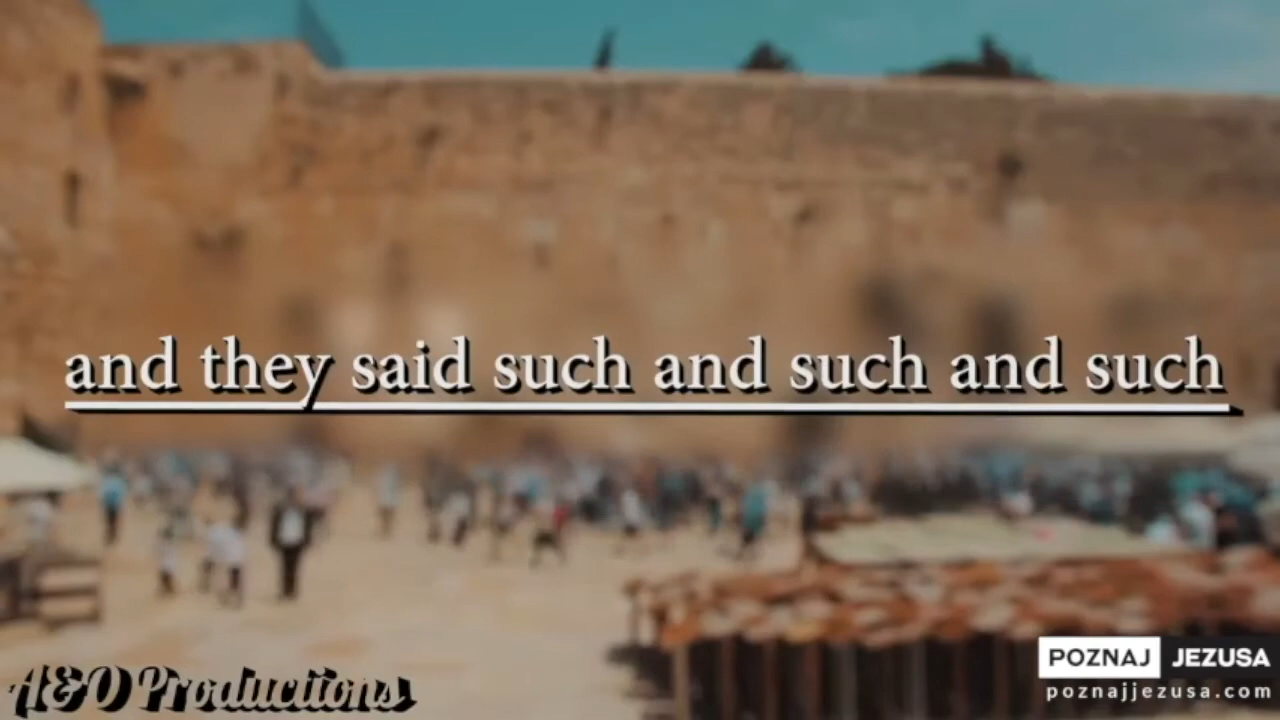 and they said such and such and such
A&O Productions
POZNAJ JEZUSA
poznajjezusa.com